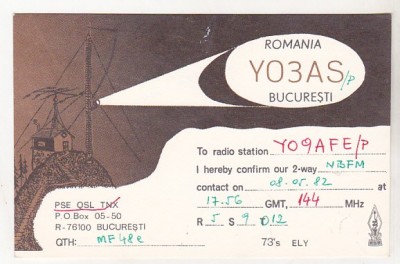 ROMANIA
YO3AS/p
BUCUREȘTI
To radio station YO9AFE/p
I hereby confirm our 2-way NBFM
contact on 08.05.82 at
17.56 GMT, 144 MHz
R 5 S 9 012
73's ELY
PSE QSL TNX
P.O.Box 05-50
R-76100 BUCUREȘTI
QTH: MF48e